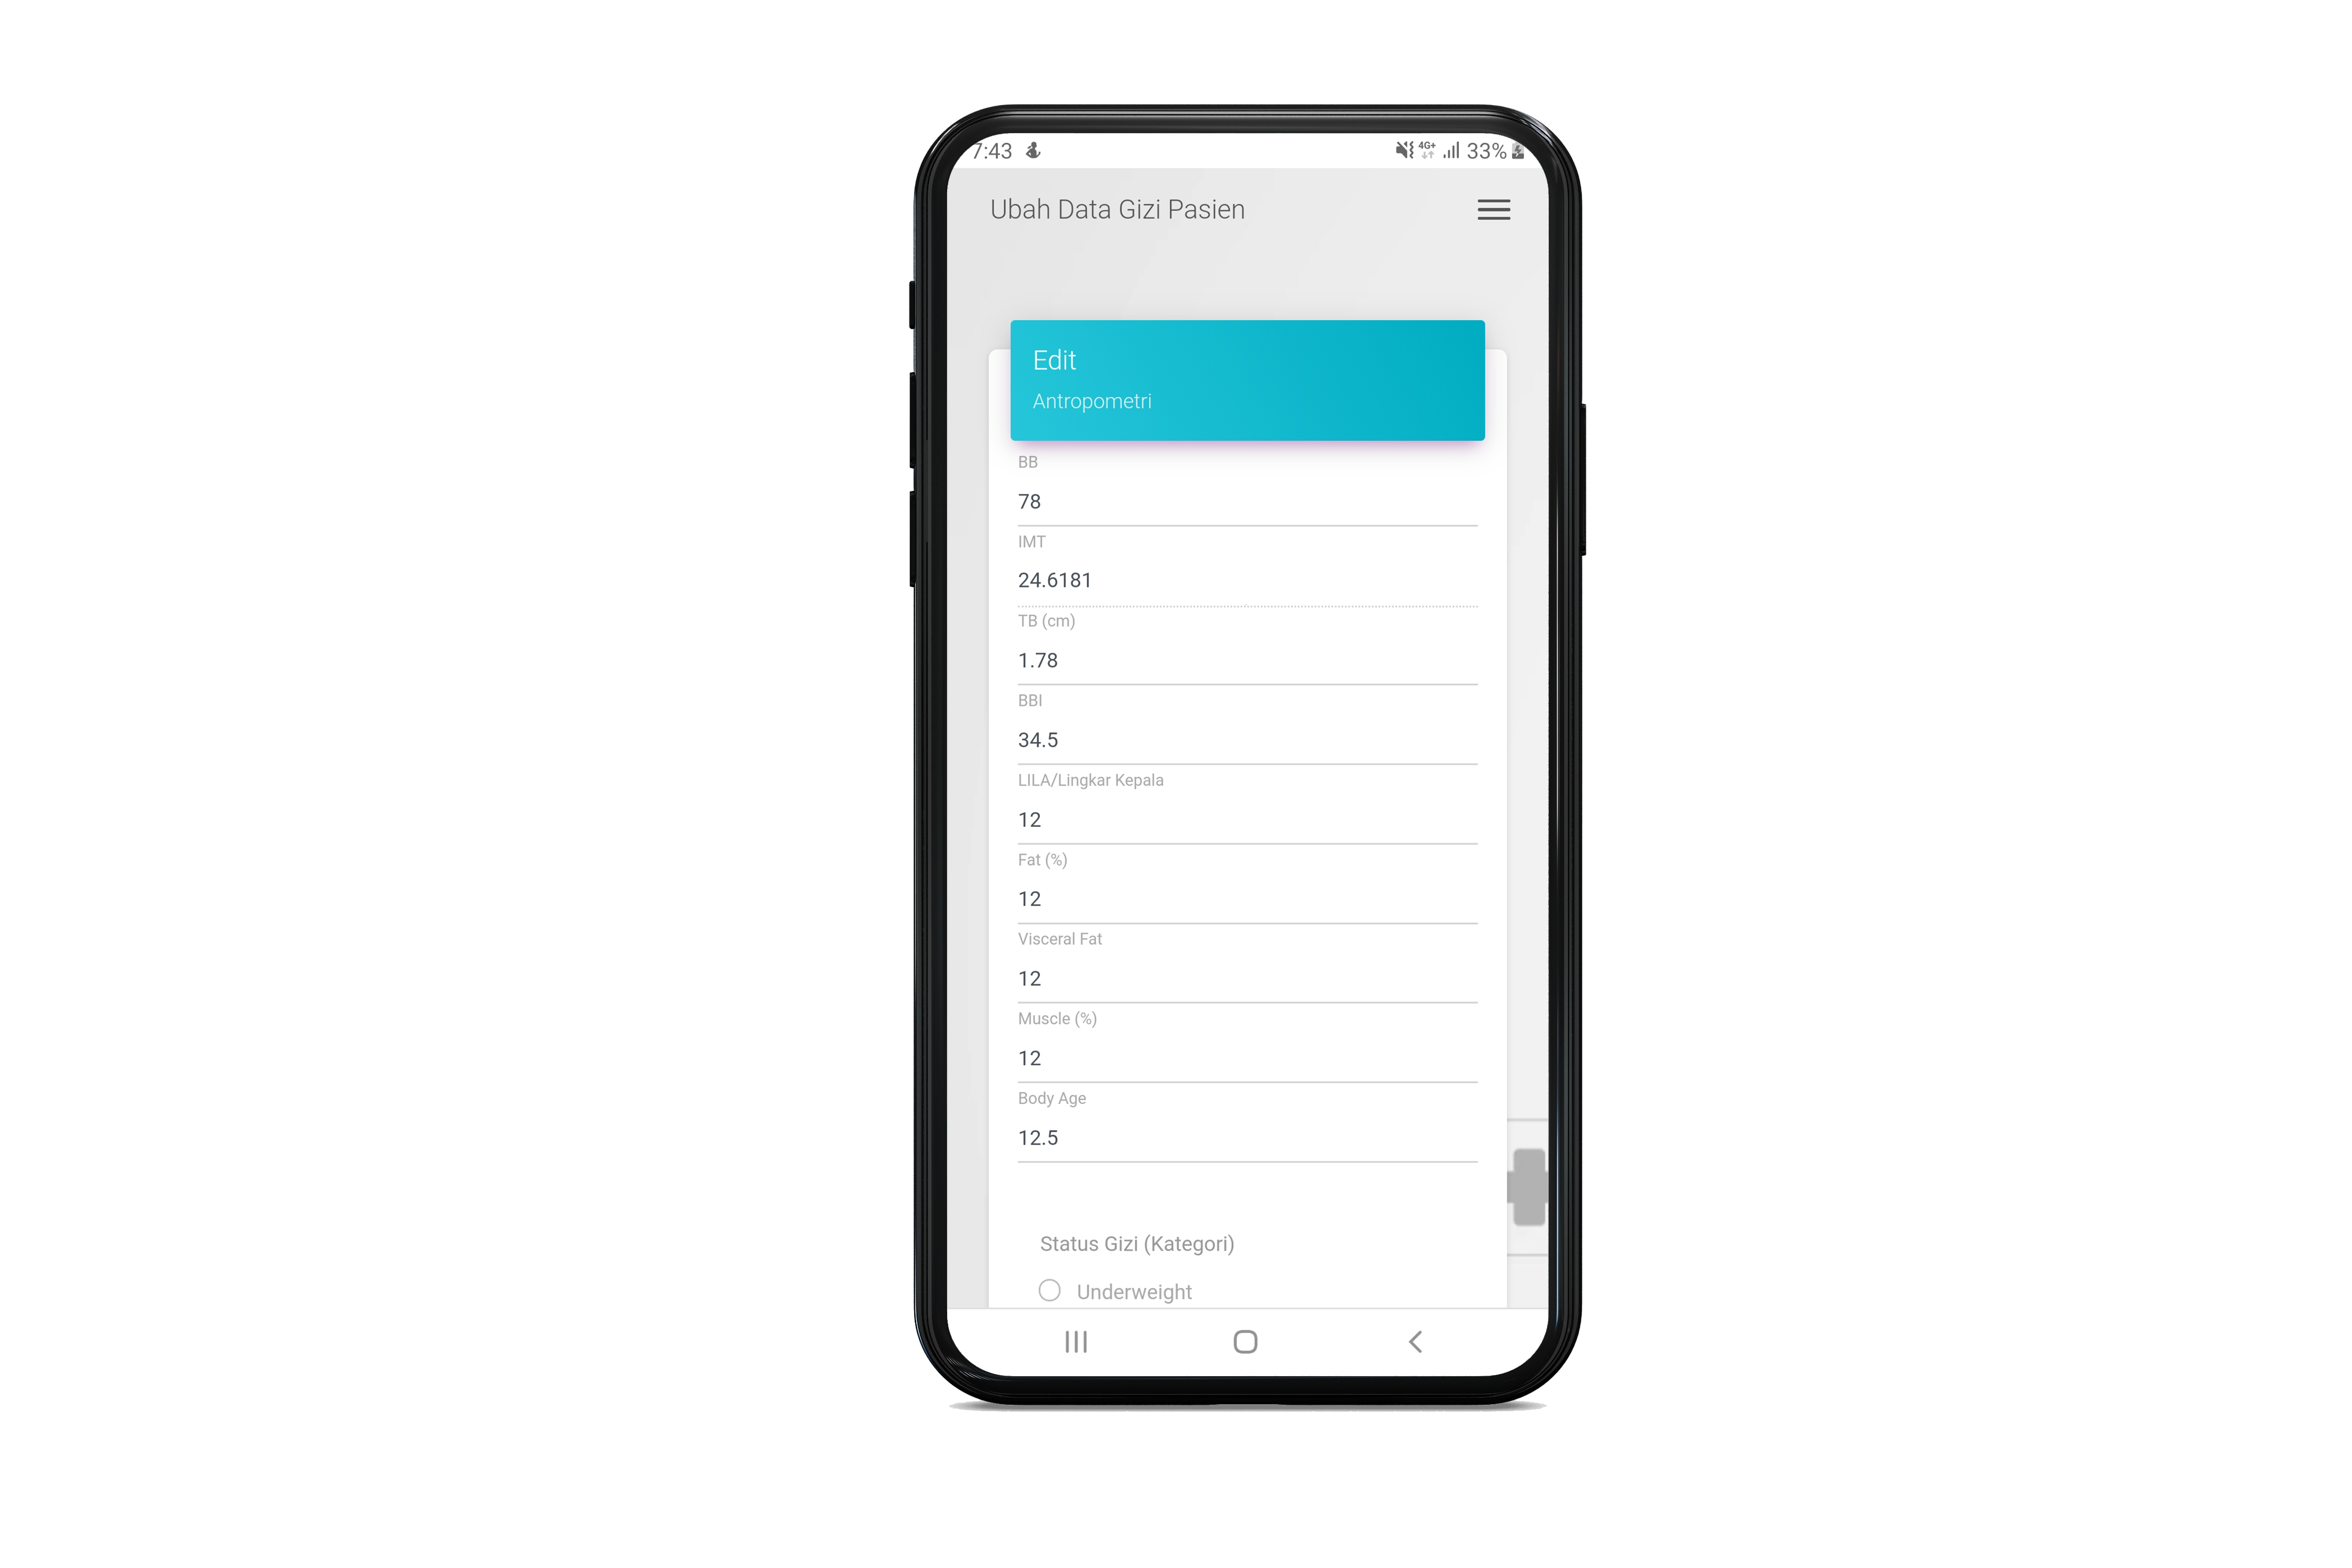 7:43
4G+ 33%
Ubah Data Gizi Pasien
Edit
Antropometri
BB
78
IMT
24.6181
TB (cm)
1.78
BBI
34.5
LILA/Lingkar Kepala
12
Fat (%)
12
Visceral Fat
12
Muscle (%)
12
Body Age
12.5
Status Gizi (Kategori)
Underweight